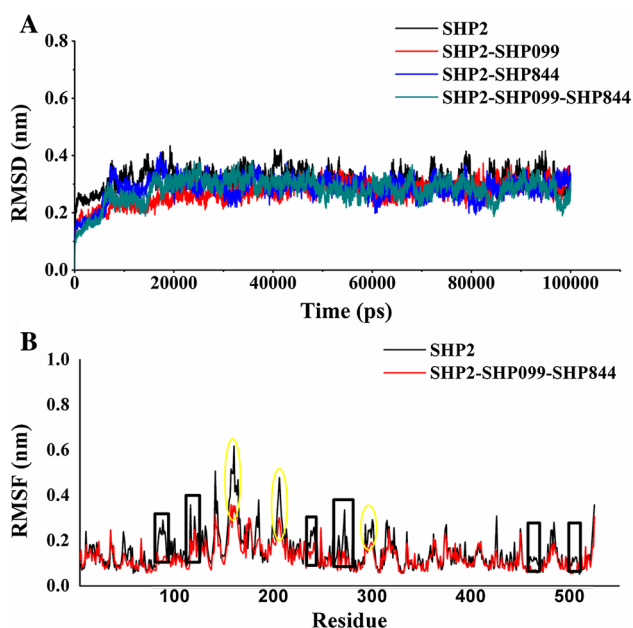 A
SHP2
SHP2-SHP099
SHP2-SHP844
SHP2-SHP099-SHP844
RMSD (nm)
0.8
0.6
0.4
0.2
0.0
0 20000 40000 60000 80000 100000
Time (ps)
B
SHP2
SHP2-SHP099-SHP844
RMSF (nm)
1.0
0.8
0.6
0.4
0.2
0.0
100 200 300 400 500
Residue